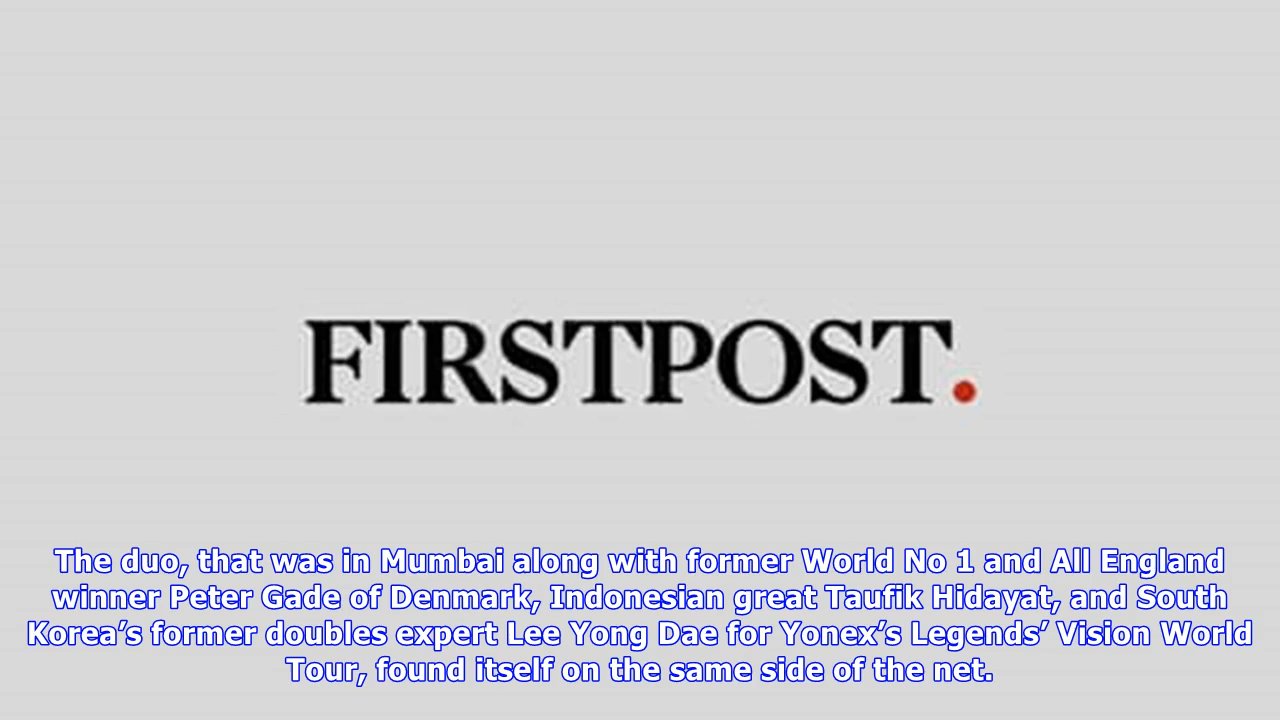 FIRSTPOST.
The duo, that was in Mumbai along with former World No 1 and All England
winner Peter Gade of Denmark, Indonesian great Taufik Hidayat, and South
Korea’s former doubles expert Lee Yong Dae for Yonex’s Legends’ Vision World
Tour, found itself on the same side of the net.